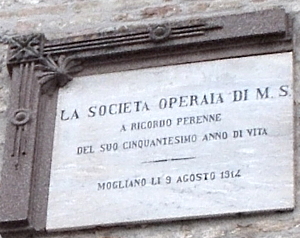 LA SOCIETA OPERAIA DI M. S.
A RICORDO PERENNE
DEL SUO CINQUANTESIMO ANNO DI VITA
MOGLIANO LI 9 AGOSTO 1914